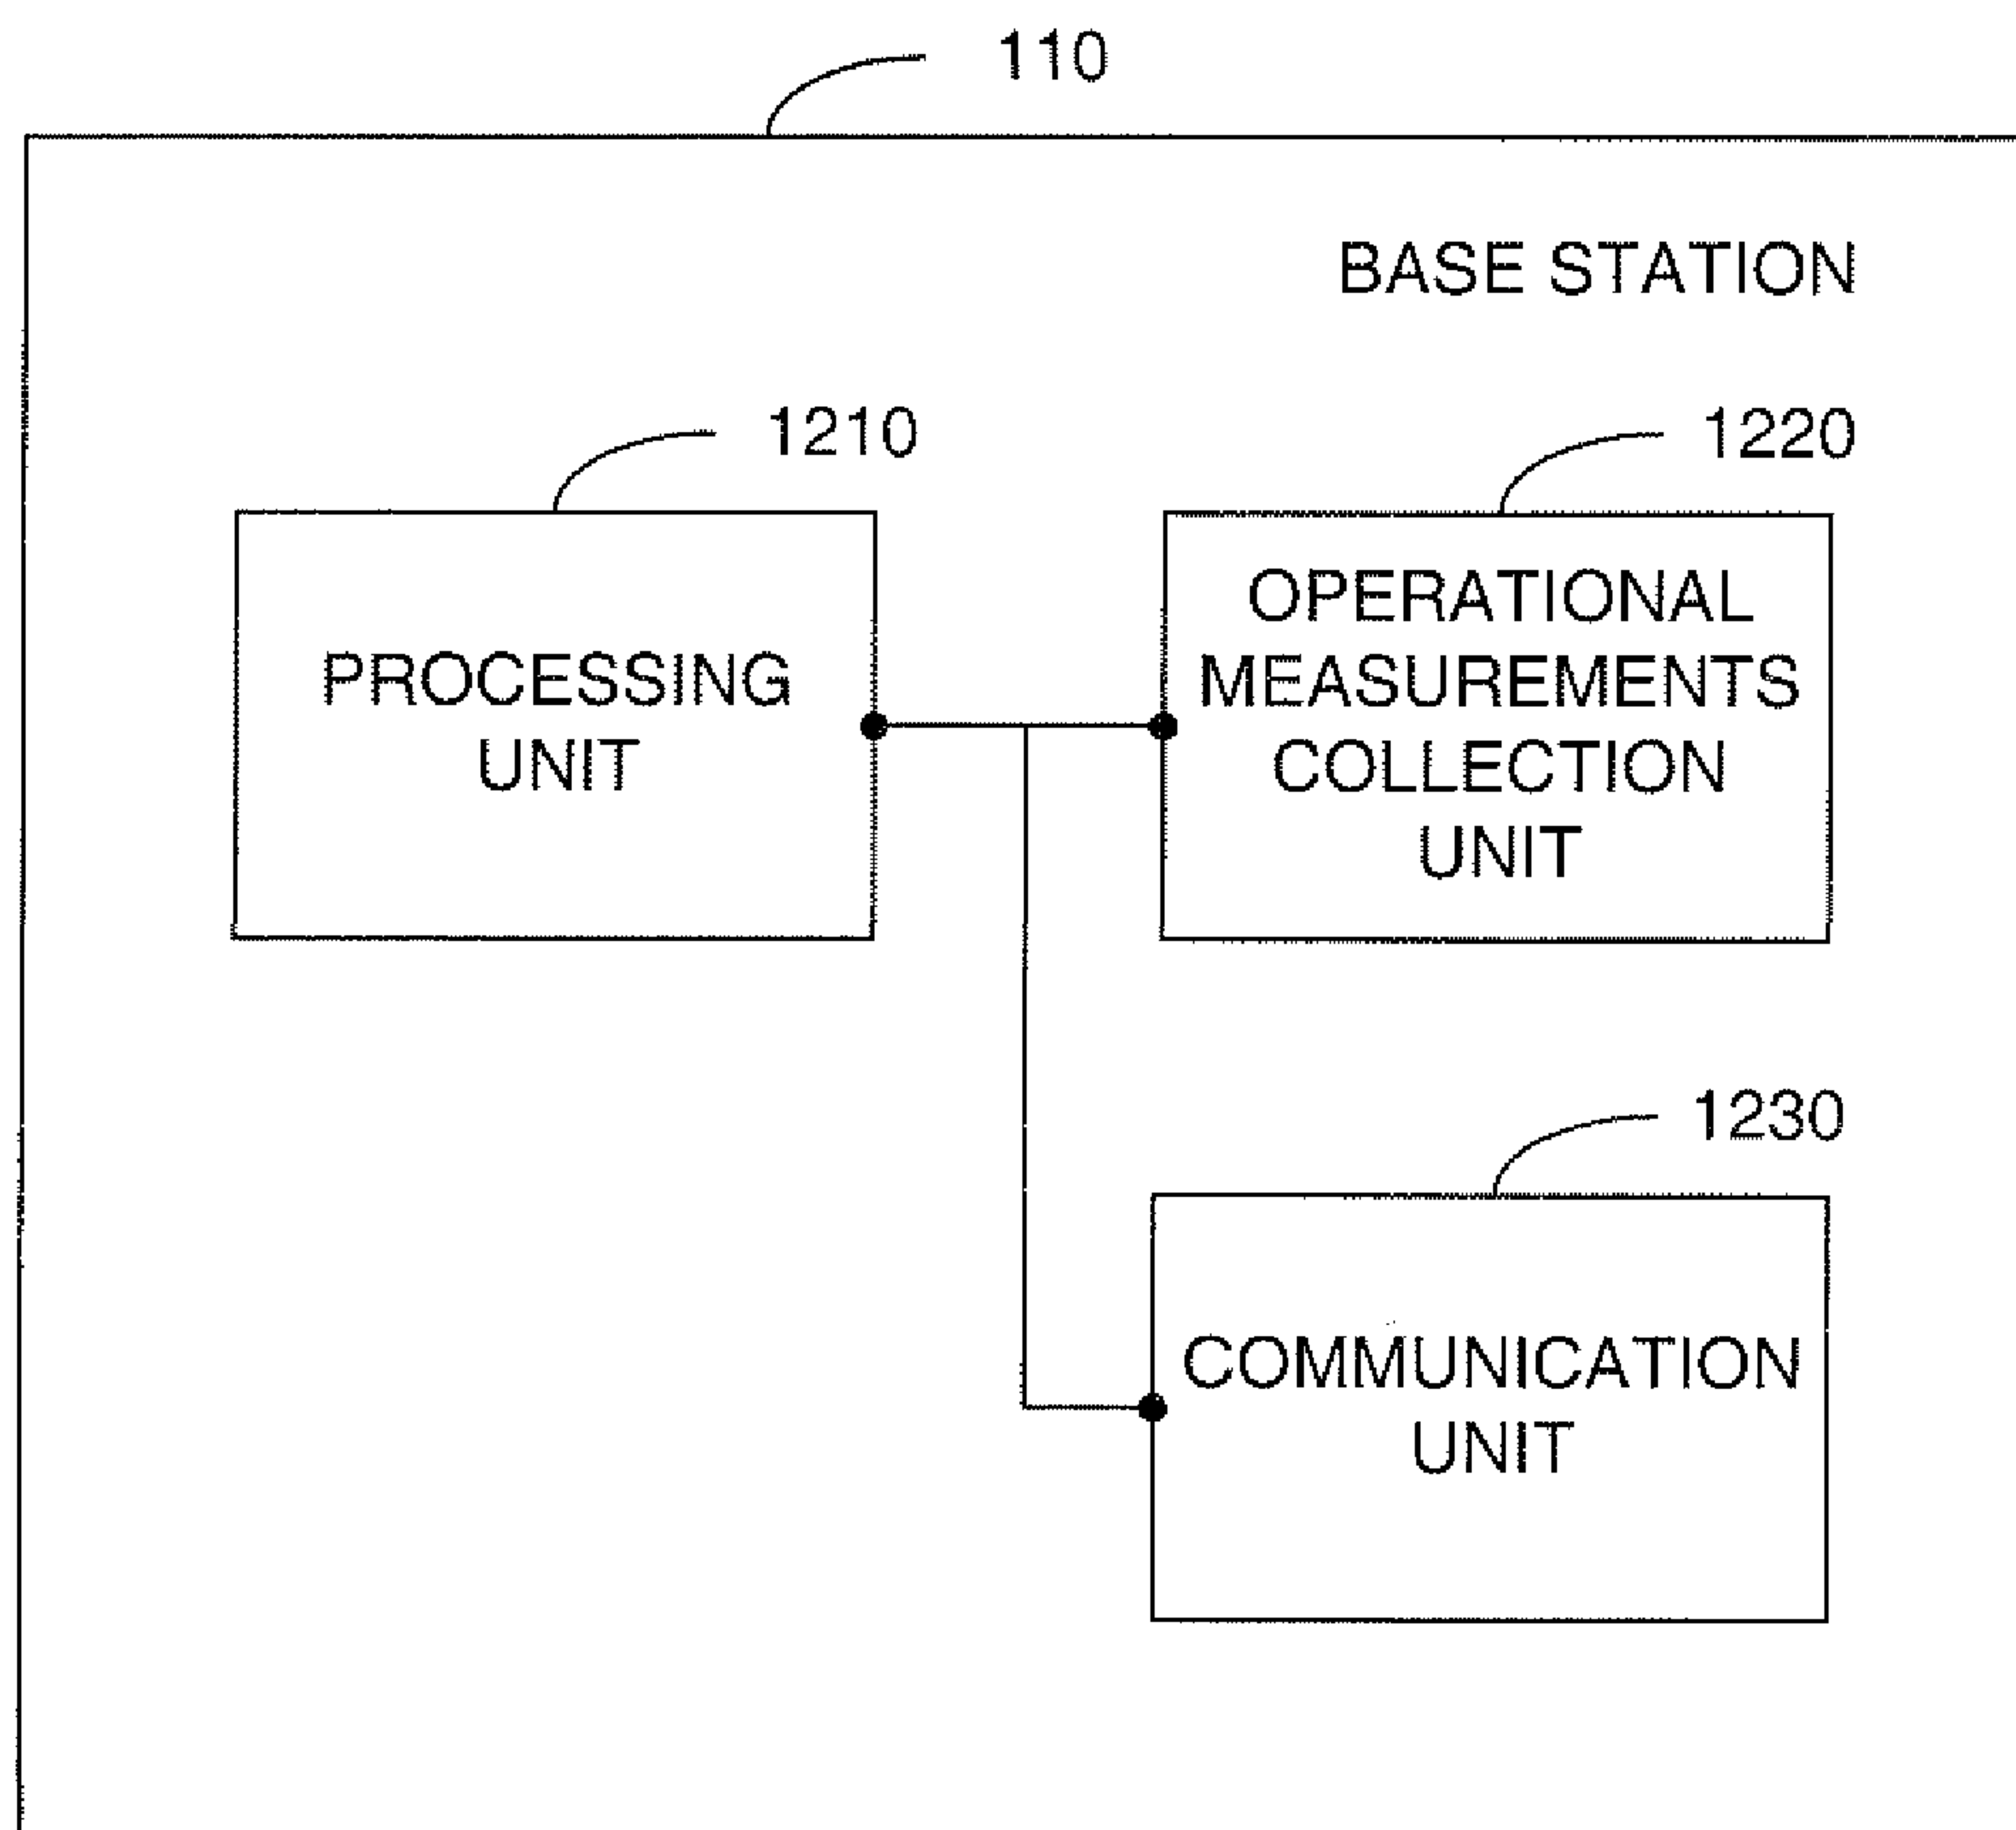 110
BASE STATION
1210
1220
PROCESSING
UNIT
OPERATIONAL
MEASUREMENTS
COLLECTION
UNIT
1230
COMMUNICATION
UNIT